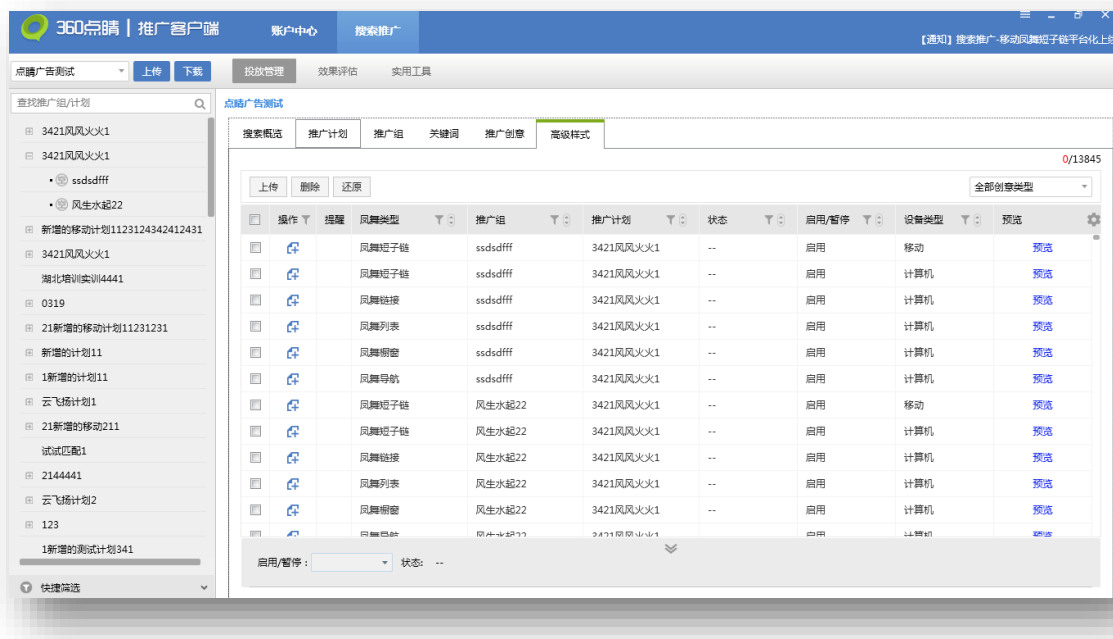 360点睛 | 推广客户端 账户中心 搜索推广
【通知】搜索推广-移动凤舞短子链平台化上线
点睛广告测试 上传 下载 投放管理 效果评估 实用工具
查找推广组/计划
点睛广告测试
3421风风火火1
3421风风火火1
ssdsdfff
风生水起22
新增的移动计划1123124342412431
3421风风火火1
湖北培训实训4441
0319
21新增的移动计划11231231
新增的计划11
1新增的计划11
云飞扬计划1
21新增的移动211
试试匹配1
2144441
云飞扬计划2
123
1新增的测试计划341
快捷筛选
搜索概览 推广计划 推广组 关键词 推广创意 高级样式
0/13845
上传 删除 还原 全部创意类型
操作 提醒 凤舞类型 推广组 推广计划 状态 启用/暂停 设备类型 预览
凤舞短子链 ssdsdfff 3421风风火火1 -- 启用 移动 预览
凤舞短子链 ssdsdfff 3421风风火火1 -- 启用 计算机 预览
凤舞链接 ssdsdfff 3421风风火火1 -- 启用 计算机 预览
凤舞列表 ssdsdfff 3421风风火火1 -- 启用 计算机 预览
凤舞橱窗 ssdsdfff 3421风风火火1 -- 启用 计算机 预览
凤舞导航 ssdsdfff 3421风风火火1 -- 启用 计算机 预览
凤舞短子链 风生水起22 3421风风火火1 -- 启用 移动 预览
凤舞短子链 风生水起22 3421风风火火1 -- 启用 计算机 预览
凤舞链接 风生水起22 3421风风火火1 -- 启用 计算机 预览
凤舞列表 风生水起22 3421风风火火1 -- 启用 计算机 预览
凤舞橱窗 风生水起22 3421风风火火1 -- 启用 计算机 预览
凤舞导航 风生水起22 3421风风火火1 -- 启用 计算机 预览
启用/暂停： 状态: --